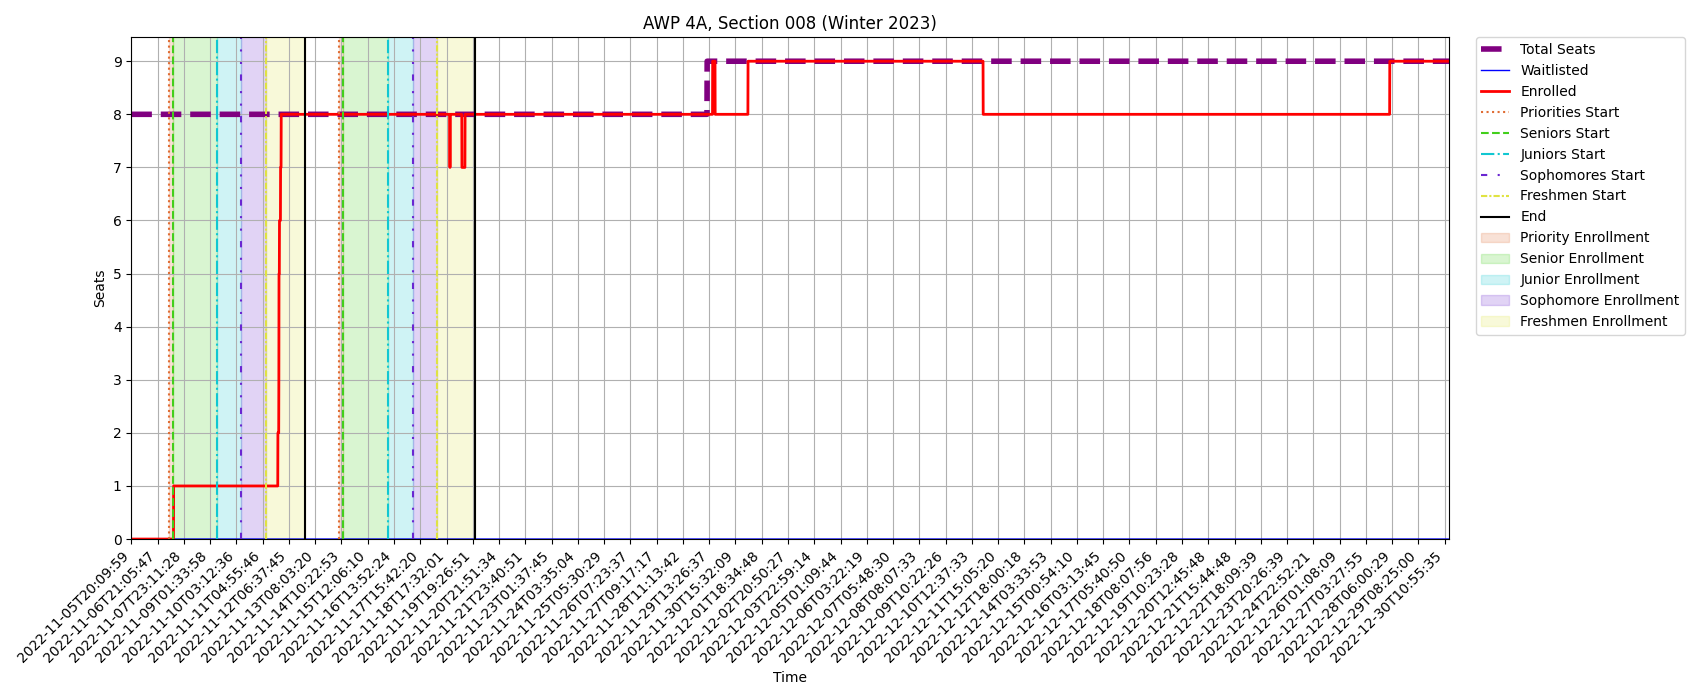 AWP 4A, Section 008 (Winter 2023)
Total Seats
Waitlisted
Enrolled
Priorities Start
Seniors Start
Juniors Start
Sophomores Start
Freshmen Start
End
Priority Enrollment
Senior Enrollment
Junior Enrollment
Sophomore Enrollment
Freshmen Enrollment
Seats
9
8
7
6
5
4
3
2
1
0
2022-11-05T20:09:59
2022-11-06T21:05:47
2022-11-07T23:11:28
2022-11-09T01:33:58
2022-11-10T03:12:36
2022-11-11T04:55:46
2022-11-12T06:37:45
2022-11-13T08:03:20
2022-11-14T10:22:53
2022-11-15T12:06:10
2022-11-16T13:52:24
2022-11-17T15:42:20
2022-11-18T17:32:01
2022-11-19T19:26:51
2022-11-20T21:51:34
2022-11-21T23:40:51
2022-11-23T01:37:45
2022-11-24T03:35:04
2022-11-25T05:30:29
2022-11-26T07:23:37
2022-11-27T09:17:17
2022-11-28T11:13:42
2022-11-29T13:26:37
2022-11-30T15:32:09
2022-12-01T18:34:48
2022-12-02T20:50:27
2022-12-03T22:59:14
2022-12-05T01:09:44
2022-12-06T03:22:19
2022-12-07T05:48:30
2022-12-08T08:07:33
2022-12-09T10:22:26
2022-12-10T12:37:33
2022-12-11T15:05:20
2022-12-12T18:00:18
2022-12-14T03:33:53
2022-12-15T04:54:10
2022-12-16T03:13:45
2022-12-17T05:40:50
2022-12-18T08:07:56
2022-12-19T10:23:28
2022-12-20T12:45:48
2022-12-21T15:44:48
2022-12-22T18:09:39
2022-12-23T20:26:39
2022-12-24T22:52:21
2022-12-26T01:08:09
2022-12-27T03:27:55
2022-12-28T06:00:29
2022-12-29T08:25:00
2022-12-30T10:55:35
Time